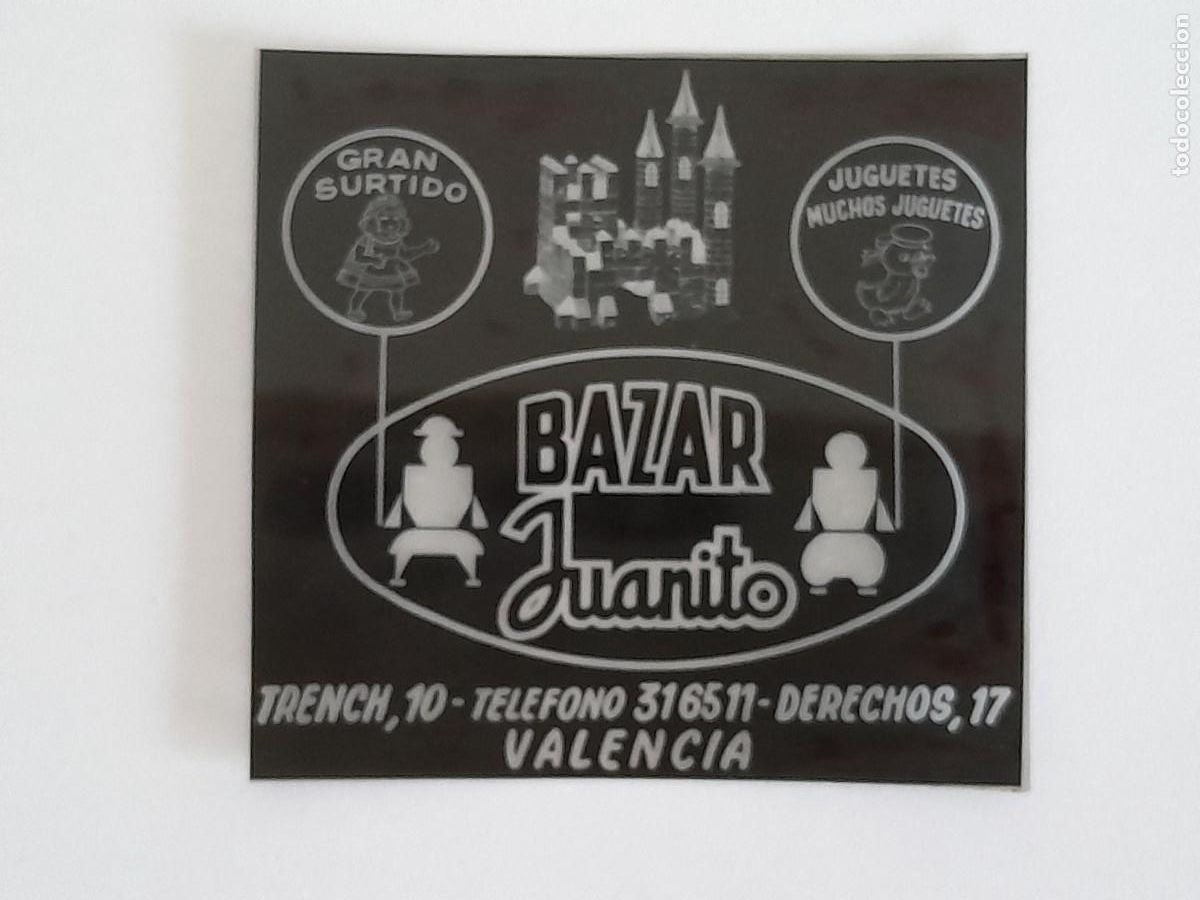 GRAN
SURTIDO
JUGUETES
MUCHOS JUGUETES
BAZAR
Juanito
TRENCH, 10 - TELEFONO 316511 - DERECHOS, 17
VALENCIA
todocoleccion